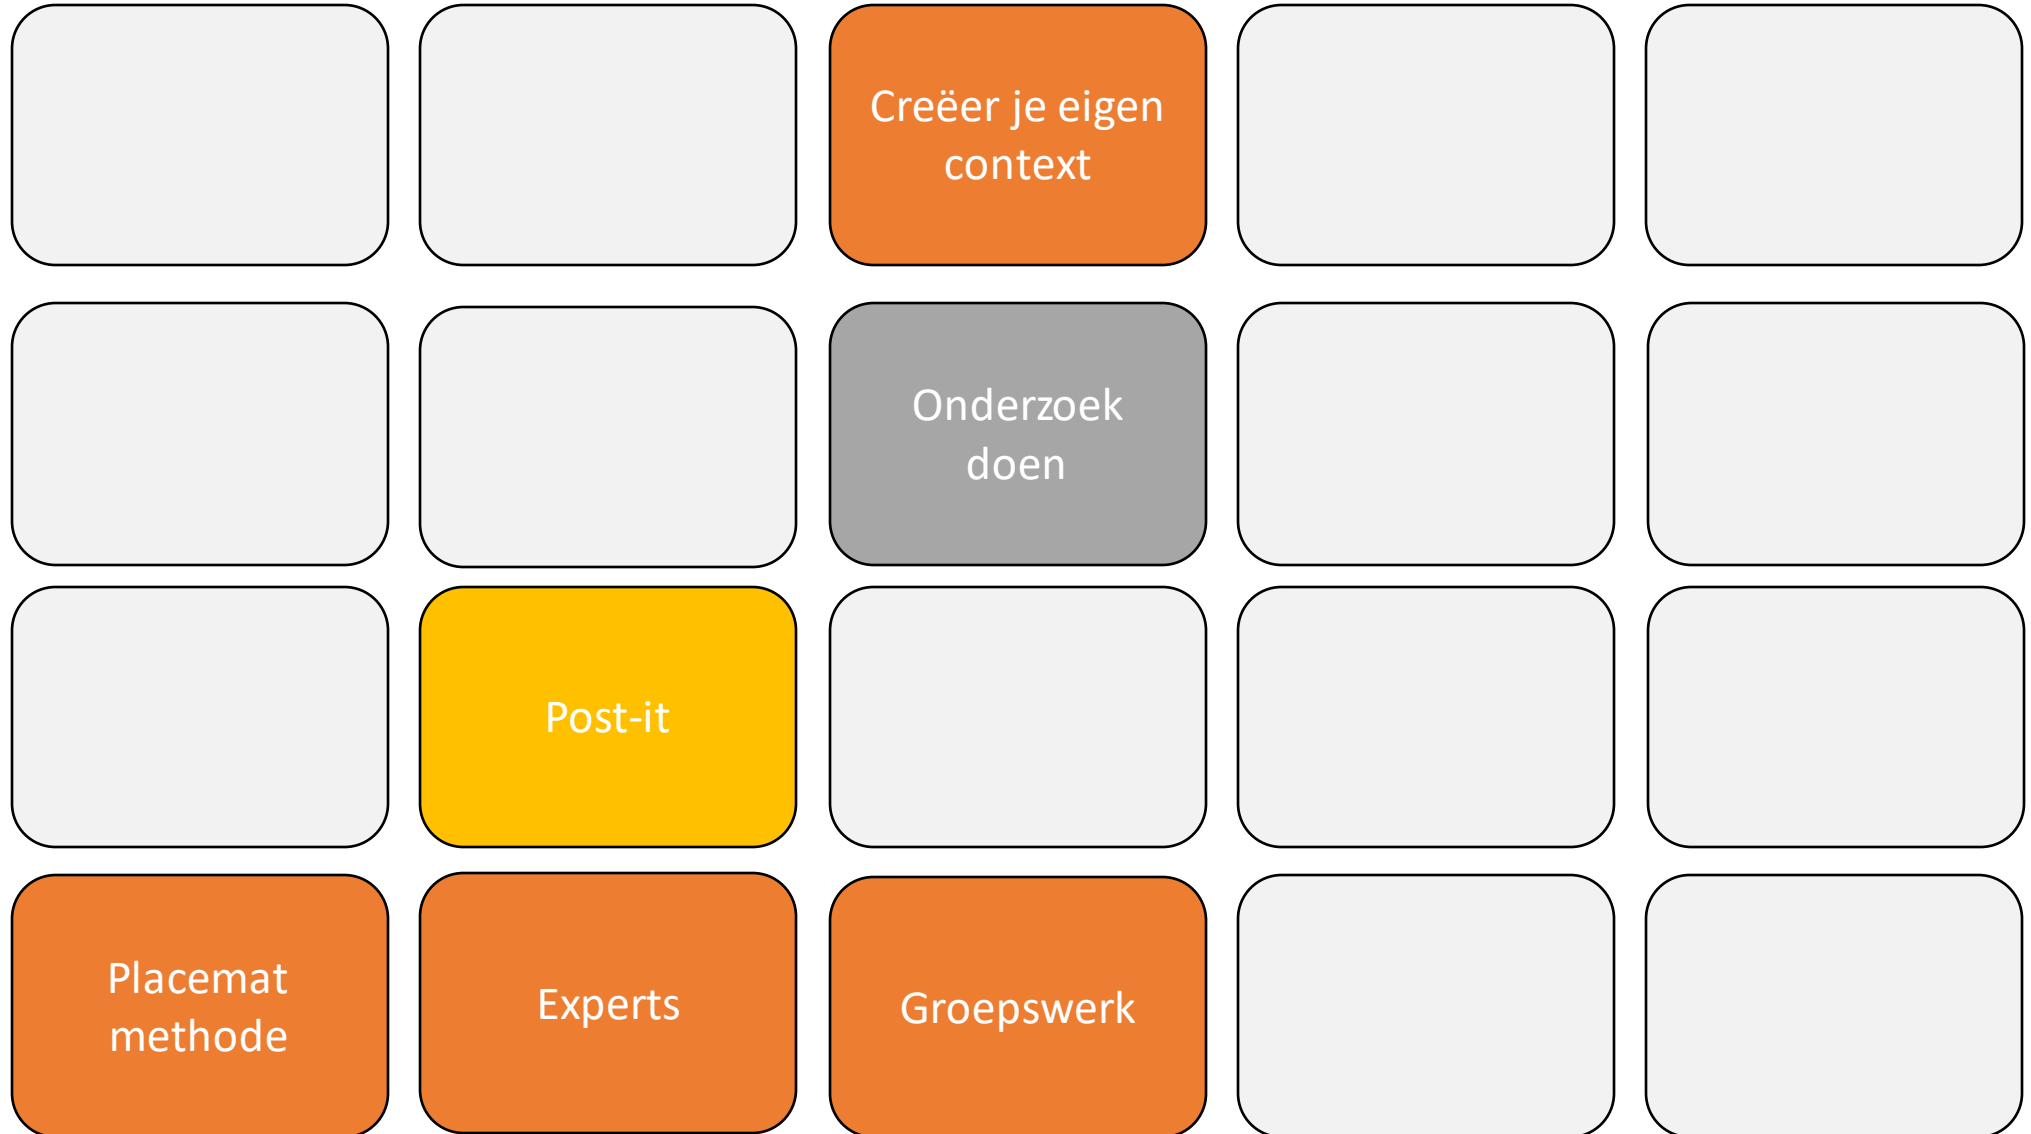 Creëer je eigen
context
Onderzoek
doen
Post-it
Placemat
methode
Experts
Groepswerk